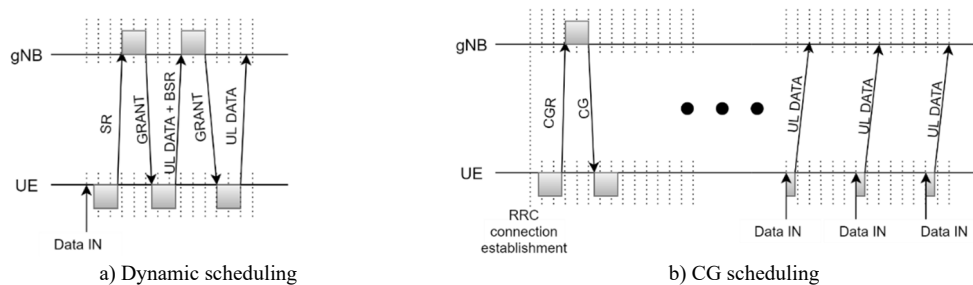 gNB
SR
GRANT
UL DATA + BSR
GRANT
UL DATA
UE
Data IN
a) Dynamic scheduling
gNB
CGR
CG
UL DATA
UL DATA
UL DATA
UE
RRC
connection
establishment
Data IN
Data IN
Data IN
b) CG scheduling